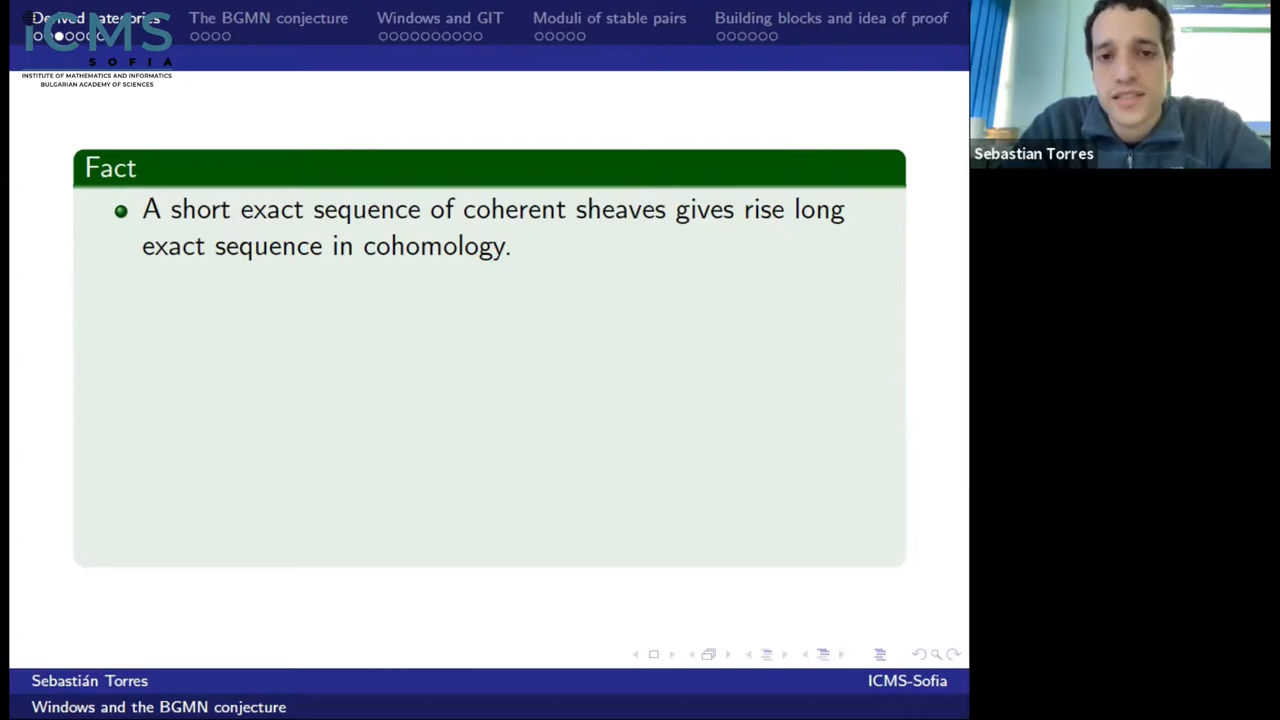 Derived categories
The BGMN conjecture
Windows and GIT
Moduli of stable pairs
Building blocks and idea of proof
ICMS
SOFIA
INSTITUTE OF MATHEMATICS AND INFORMATICS
BULGARIAN ACADEMY OF SCIENCES
Fact
A short exact sequence of coherent sheaves gives rise long
exact sequence in cohomology.
Sebastian Torres
Sebastián Torres
ICMS-Sofia
Windows and the BGMN conjecture